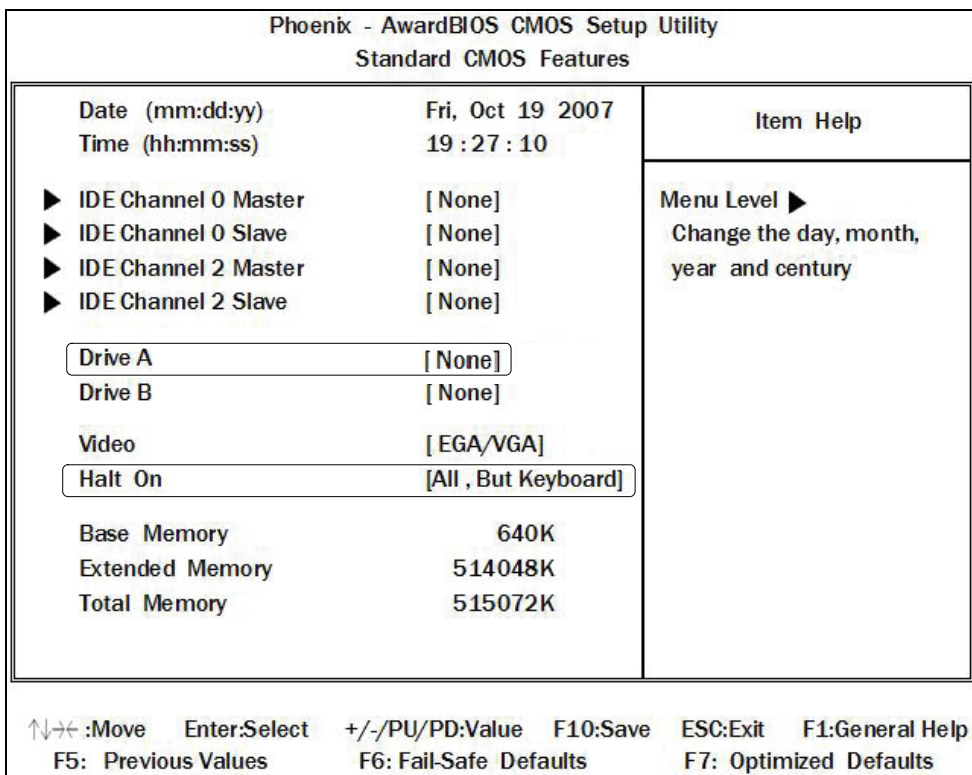 Phoenix - AwardBIOS CMOS Setup Utility
Standard CMOS Features
Date (mm:dd:yy) Fri, Oct 19 2007
Time (hh:mm:ss) 19 : 27 : 10
Item Help
▶ IDE Channel 0 Master [ None]
▶ IDE Channel 0 Slave [ None]
▶ IDE Channel 2 Master [ None]
▶ IDE Channel 2 Slave [ None]
Menu Level ▶
Change the day, month,
year and century
Drive A [ None]
Drive B [ None]
Video [ EGA/VGA]
Halt On [All , But Keyboard]
Base Memory 640K
Extended Memory 514048K
Total Memory 515072K
↑↓→← :Move Enter:Select +/-/PU/PD:Value F10:Save ESC:Exit F1:General Help
F5: Previous Values F6: Fail-Safe Defaults F7: Optimized Defaults